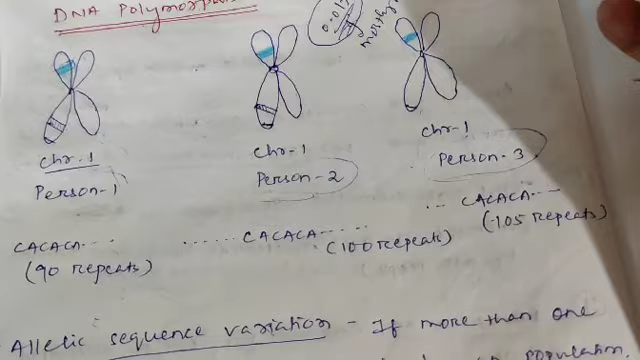 DNA Polymorp
Chr-1
Person-1
Chr-1
Person-2
Chr-1
Person-3
CACACA....
(90 repeats)
...... CACACA....
(100 repeats)
... CACACA...
(105 repeats)
Allelic sequence variation - If more than one
population